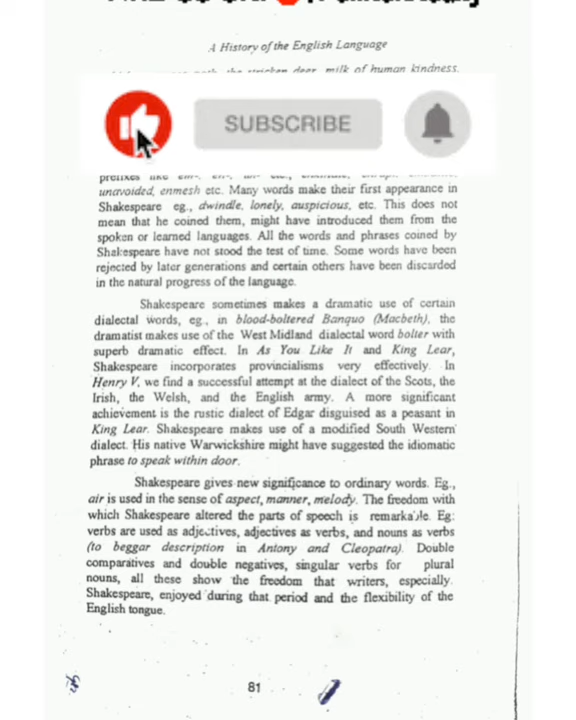 A History of the English Language
milk of human kindness,
SUBSCRIBE
prefixes like
unavoided, enmesh etc. Many words make their first appearance in
Shakespeare eg., dwindle, lonely, auspicious, etc. This does not
mean that he coined them, might have introduced them from the
spoken or learned languages. All the words and phrases coined by
Shakespeare have not stood the test of time. Some words have been
rejected by later generations and certain others have been discarded
in the natural progress of the language.
Shakespeare sometimes makes a dramatic use of certain
dialectal words, eg., in blood-boltered Banquo (Macbeth), the
dramatist makes use of the West Midland dialectal word bolter with
superb dramatic effect. In As You Like It and King Lear,
Shakespeare incorporates provincialisms very effectively. In
Henry V, we find a successful attempt at the dialect of the Scots, the
Irish, the Welsh, and the English army. A more significant
achievement is the rustic dialect of Edgar disguised as a peasant in
King Lear. Shakespeare makes use of a modified South Western
dialect. His native Warwickshire might have suggested the idiomatic
phrase to speak within door.
Shakespeare gives new significance to ordinary words. Eg.,
air is used in the sense of aspect, manner, melody. The freedom with
which Shakespeare altered the parts of speech is remarkable. Eg:
verbs are used as adjectives, adjectives as verbs, and nouns as verbs
(to beggar description in Antony and Cleopatra). Double
comparatives and double negatives, singular verbs for plural
nouns, all these show the freedom that writers, especially
Shakespeare, enjoyed during that period and the flexibility of the
English tongue.
81